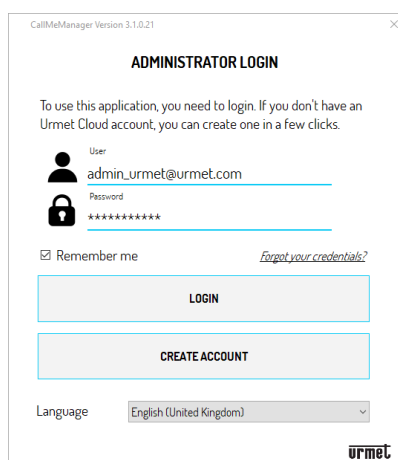 CallMeManager Version 3.1.0.21
ADMINISTRATOR LOGIN
To use this application, you need to login. If you don't have an
Urmet Cloud account, you can create one in a few clicks.
User
admin_urmet@urmet.com
Password
***********
Remember me
Forgot your credentials?
LOGIN
CREATE ACCOUNT
Language
English (United Kingdom)
urmet